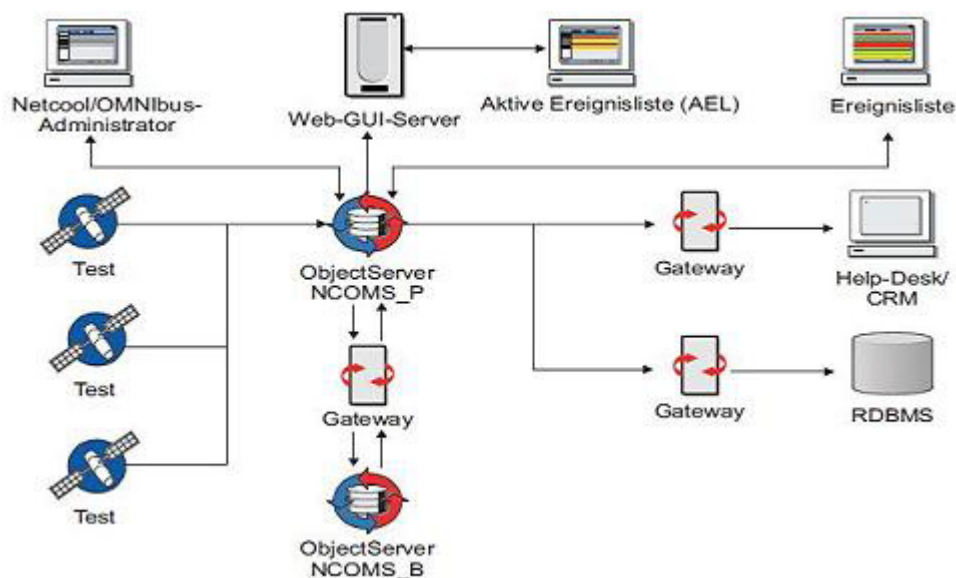 Netcool/OMNIbus-
Administrator
Web-GUI-Server
Aktive Ereignisliste (AEL)
Ereignisliste
Test
ObjectServer
NCOMS_P
Gateway
Help-Desk/
CRM
Test
Gateway
Gateway
RDBMS
Test
ObjectServer
NCOMS_B